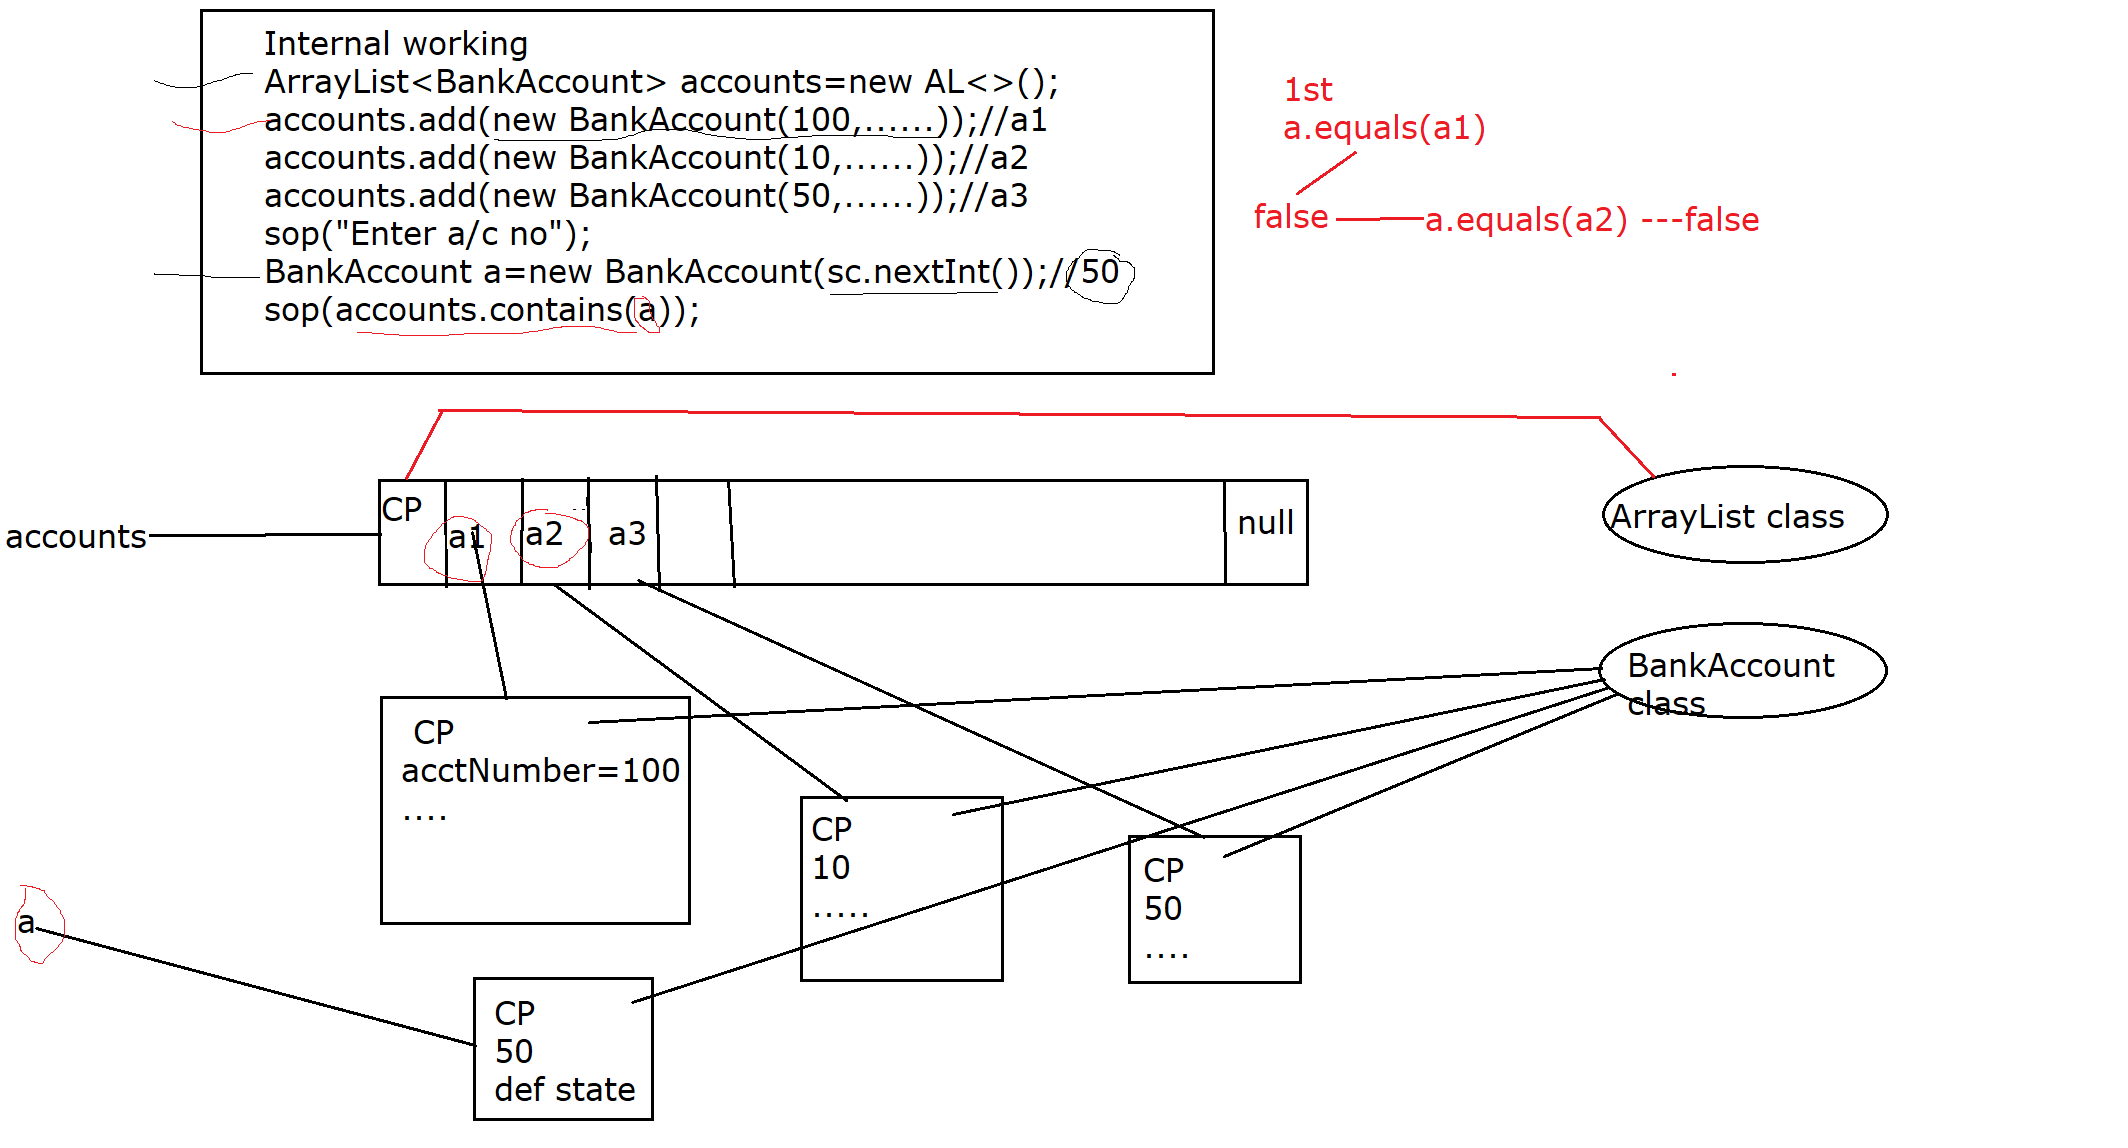 Internal working
ArrayList<BankAccount> accounts=new AL<>();
accounts.add(new BankAccount(100,......));//a1
accounts.add(new BankAccount(10,......));//a2
accounts.add(new BankAccount(50,......));//a3
sop("Enter a/c no");
BankAccount a=new BankAccount(sc.nextInt());//50
sop(accounts.contains(a));
1st
a.equals(a1)
false
a.equals(a2) ---false
accounts
CP
a1
a2
a3
null
ArrayList class
BankAccount
class
CP
acctNumber=100
....
CP
10
.....
CP
50
....
a
CP
50
def state